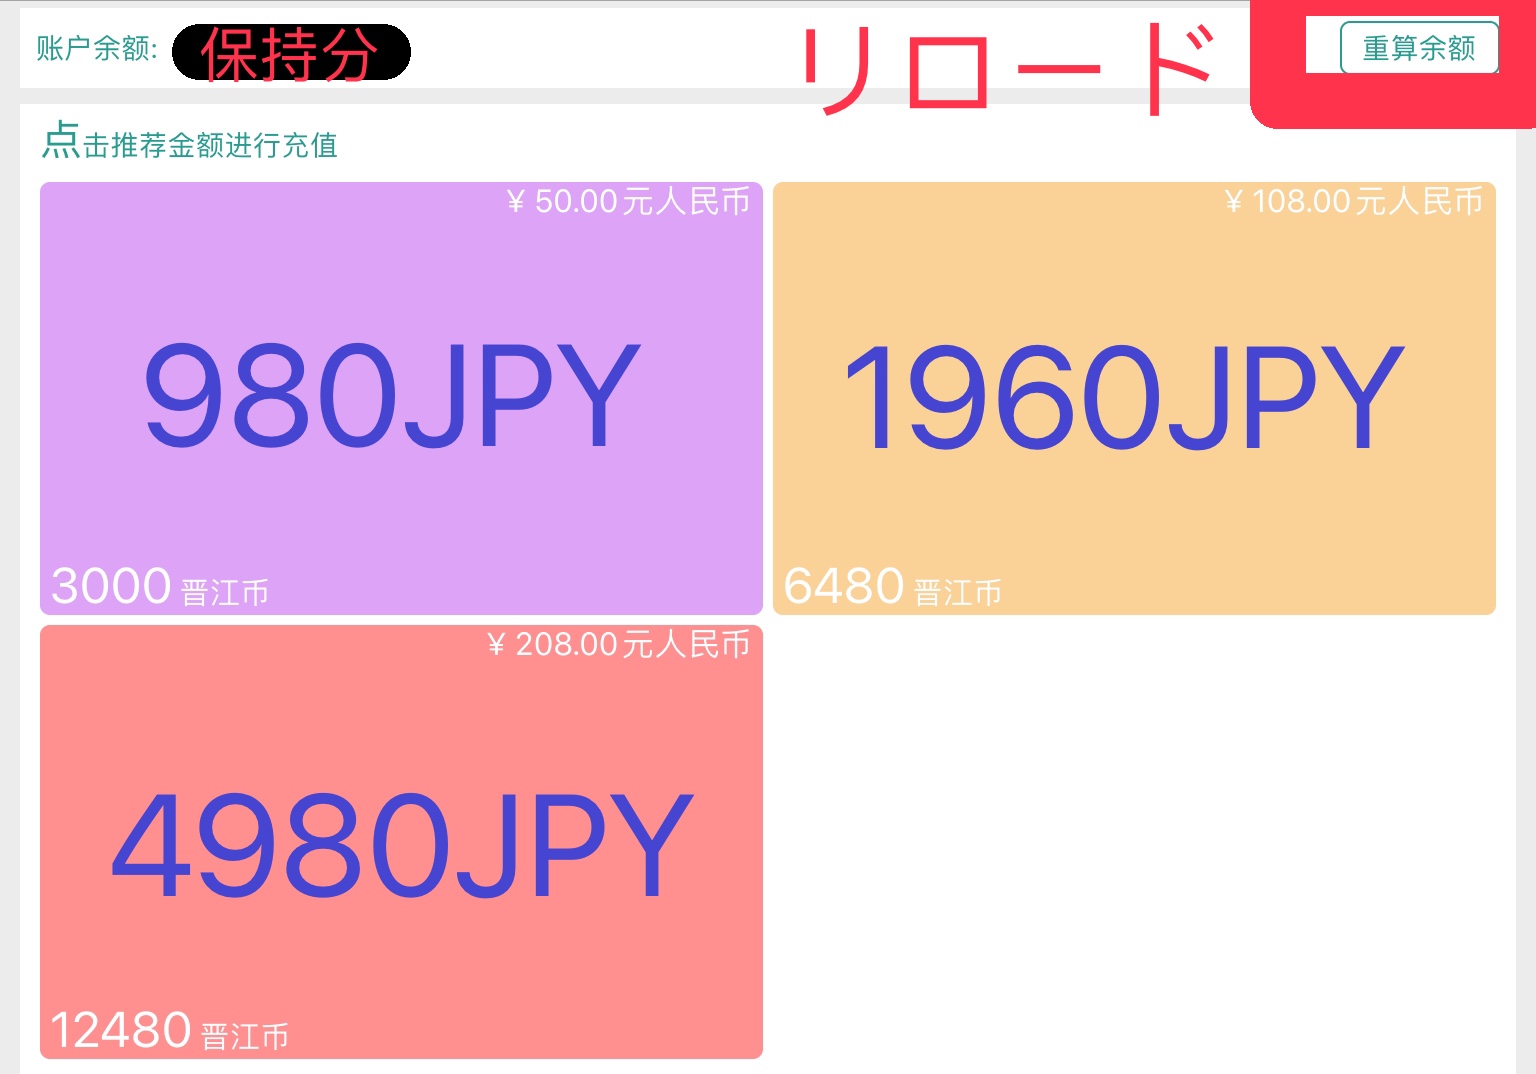 账户余额: 保持分
リロード
重算余额
点击推荐金额进行充值
¥ 50.00元人民币
980JPY
3000 晋江币
¥ 108.00元人民币
1960JPY
6480 晋江币
¥ 208.00元人民币
4980JPY
12480 晋江币